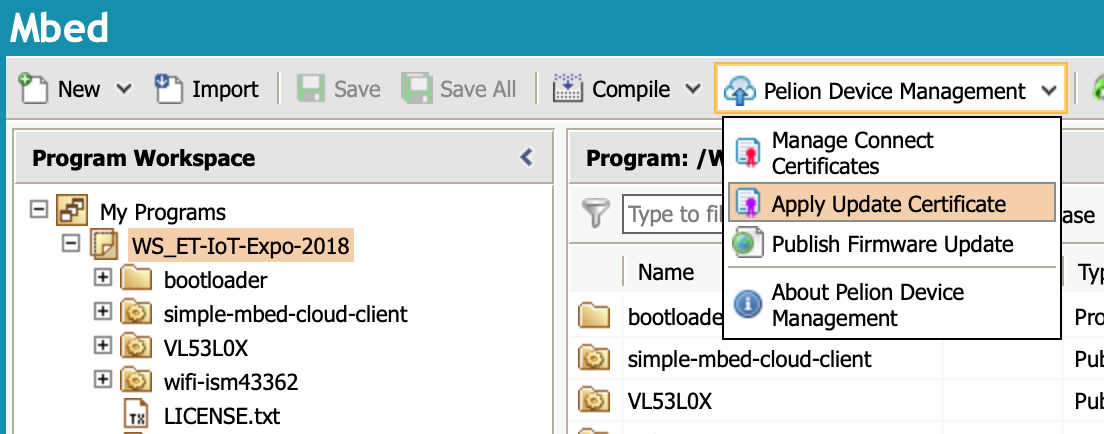 Mbed
New
Import
Save
Save All
Compile
Pelion Device Management
Program Workspace
My Programs
WS_ET-IoT-Expo-2018
bootloader
simple-mbed-cloud-client
VL53L0X
wifi-ism43362
TX
LICENSE.txt
Program: /W
Type to fil
Manage Connect
Certificates
Apply Update Certificate
Publish Firmware Update
About Pelion Device
Management
ase
Name
Typ
bootloade
Pro
simple-mbed-cloud-client
Pub
VL53L0X
Pub